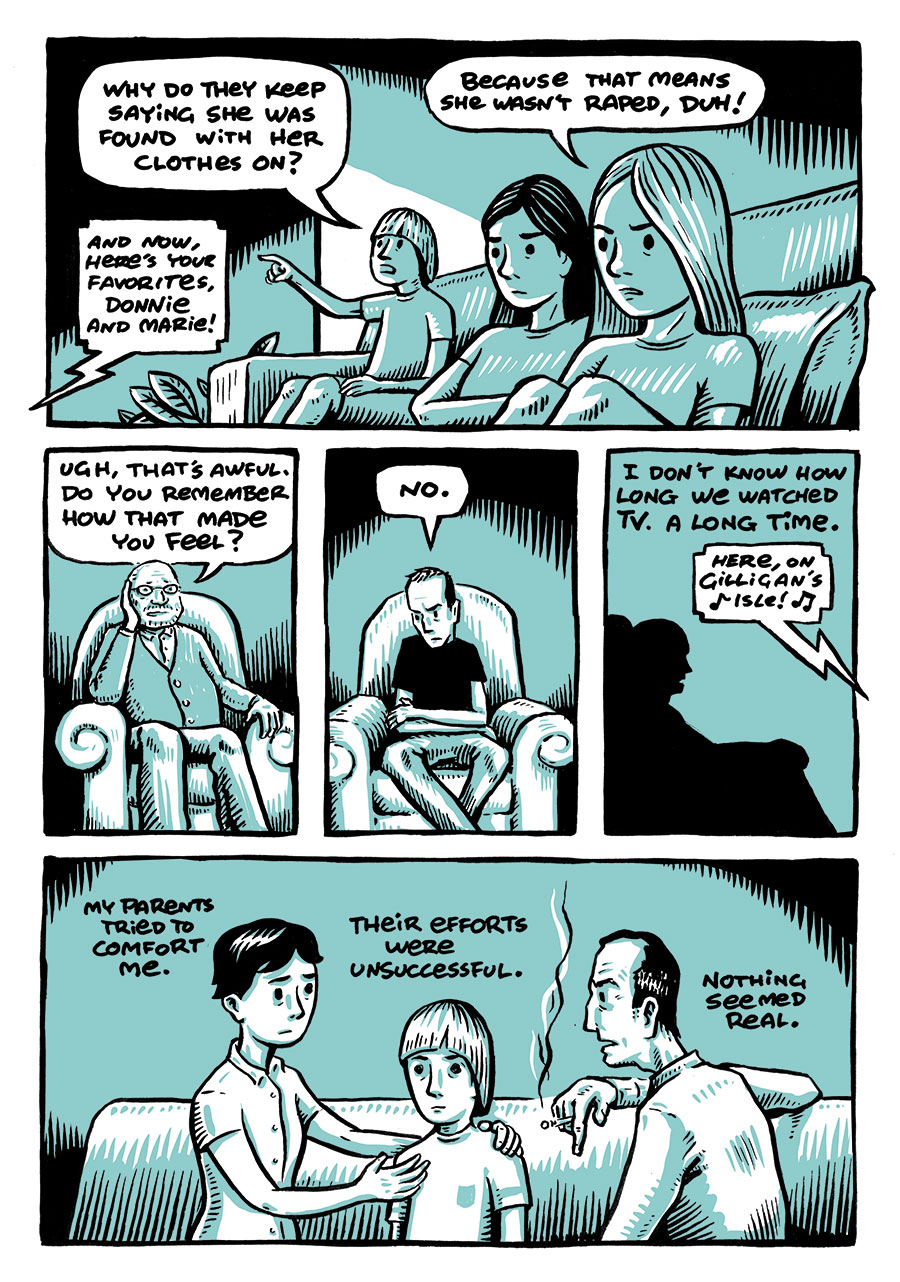 WHY DO THEY KEEP
SAYING SHE WAS
FOUND WITH HER
CLOTHES ON?
BECAUSE THAT MEANS
SHE WASN'T RAPED, DUH!
AND NOW,
HERE'S YOUR
FAVORITES,
DONNIE
AND MARIE!
UGH, THAT'S AWFUL.
DO YOU REMEMBER
HOW THAT MADE
YOU FEEL?
NO.
I DON'T KNOW HOW
LONG WE WATCHED
TV. A LONG TIME.
HERE, ON
GILLIGAN'S
♪ ISLE! ♫
MY PARENTS
TRIED TO
COMFORT
ME.
THEIR EFFORTS
WERE
UNSUCCESSFUL.
NOTHING
SEEMED
REAL.